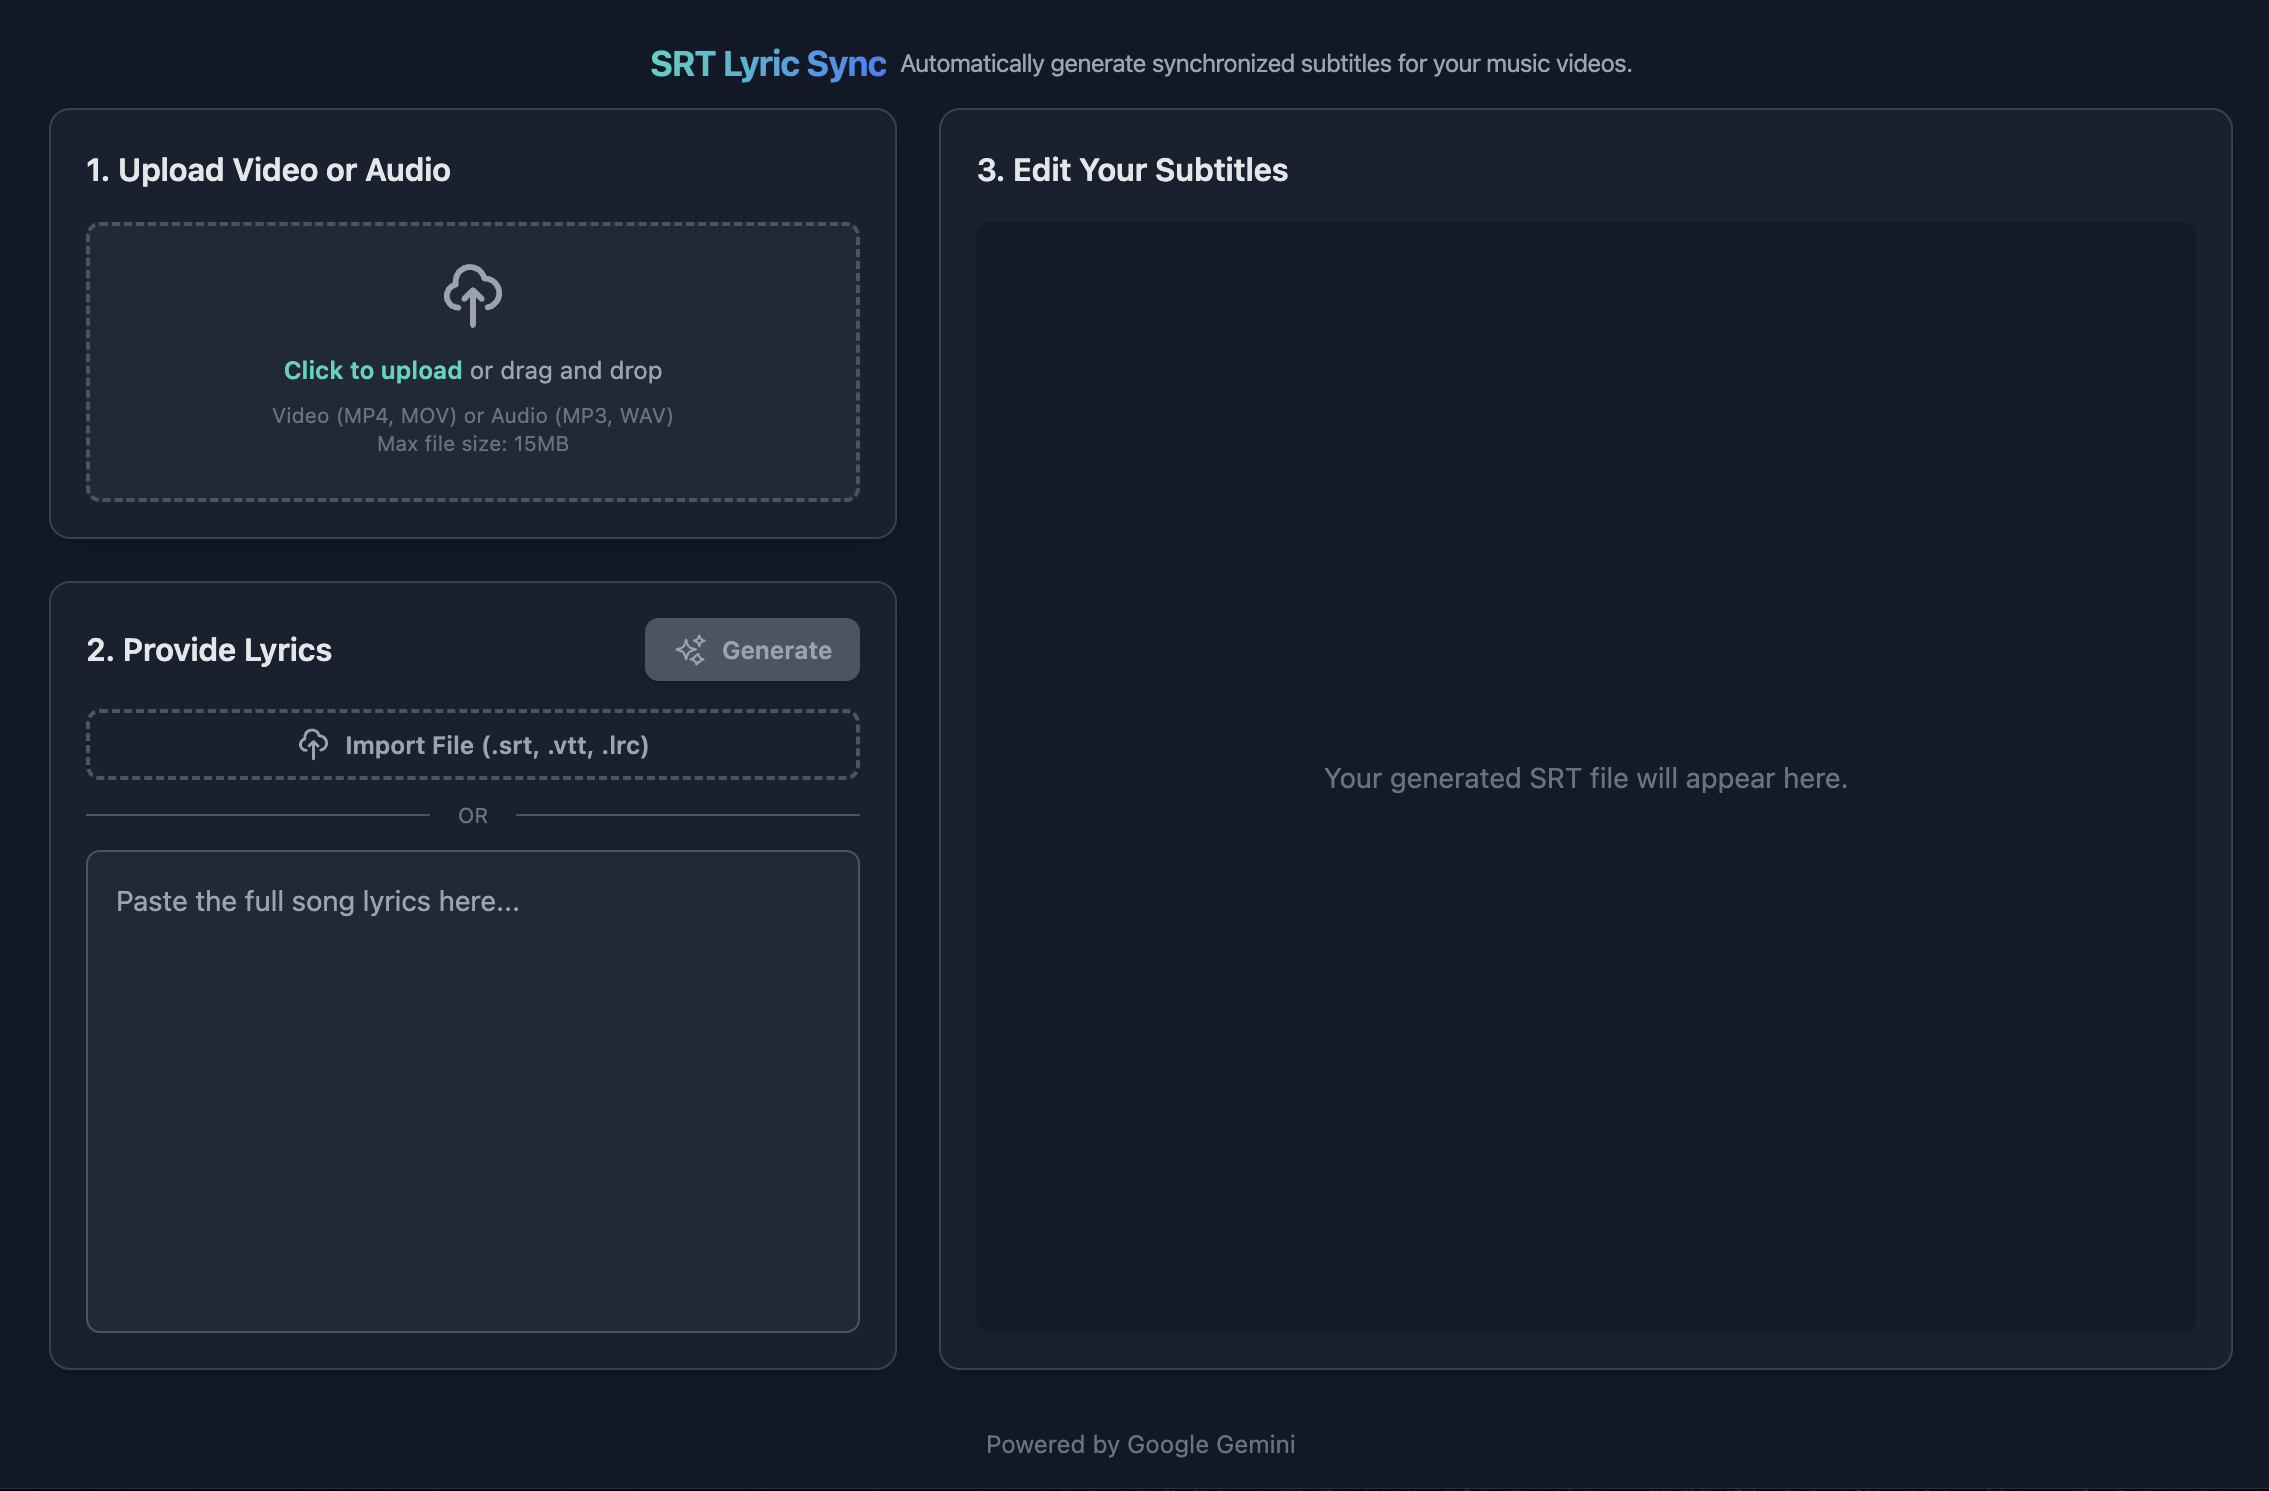 SRT Lyric Sync Automatically generate synchronized subtitles for your music videos.
1. Upload Video or Audio
Click to upload or drag and drop
Video (MP4, MOV) or Audio (MP3, WAV)
Max file size: 15MB
2. Provide Lyrics
Generate
Import File (.srt, .vtt, .lrc)
OR
Paste the full song lyrics here...
3. Edit Your Subtitles
Your generated SRT file will appear here.
Powered by Google Gemini